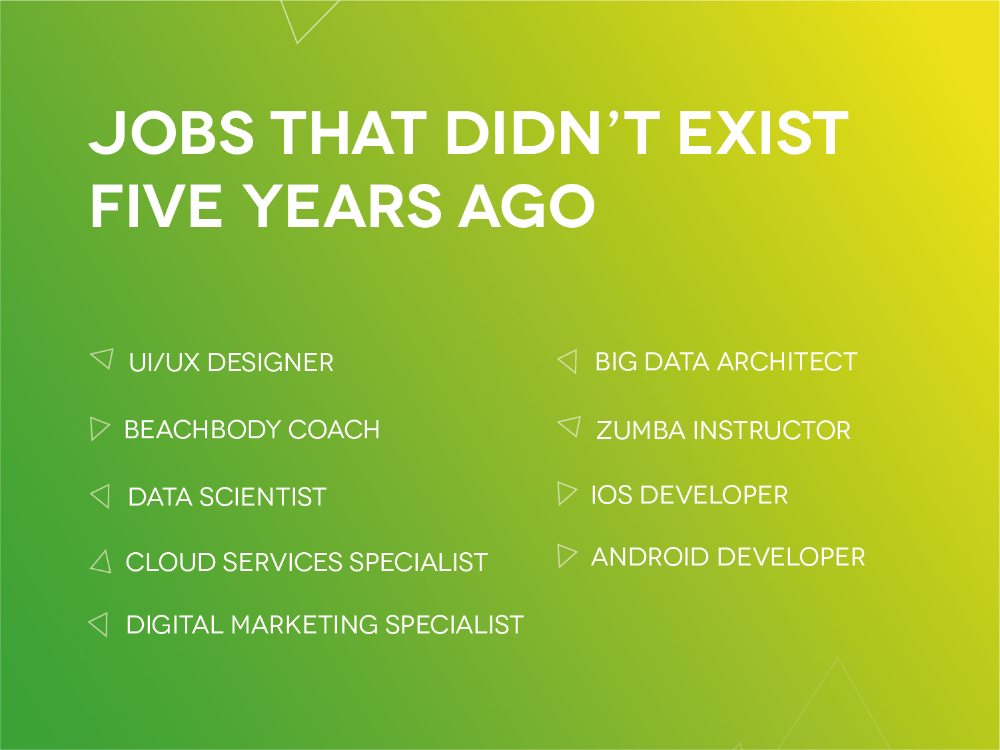 JOBS THAT DIDN'T EXIST
FIVE YEARS AGO
UI/UX DESIGNER
BEACHBODY COACH
DATA SCIENTIST
CLOUD SERVICES SPECIALIST
DIGITAL MARKETING SPECIALIST
BIG DATA ARCHITECT
ZUMBA INSTRUCTOR
IOS DEVELOPER
ANDROID DEVELOPER